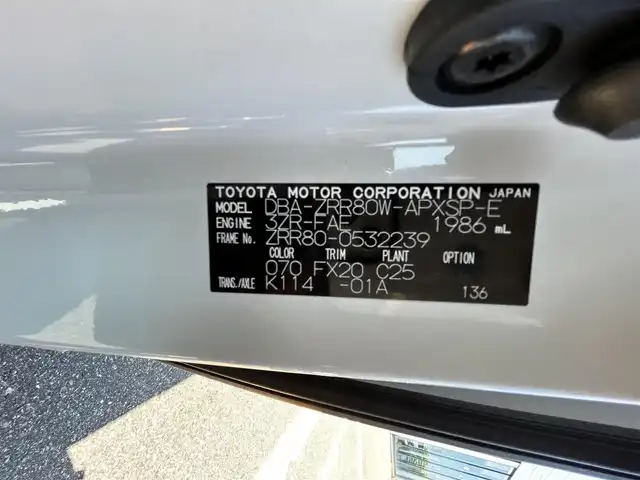 TOYOTA MOTOR CORPORATION JAPAN
MODEL DBA-ZRR80W-APXSP-E
ENGINE 3ZR-FAE 1986 mL
FRAME No. ZRR80-0532239
COLOR TRIM PLANT OPTION
070 FX20 C25
TRANS./AXLE K114 -01A 136